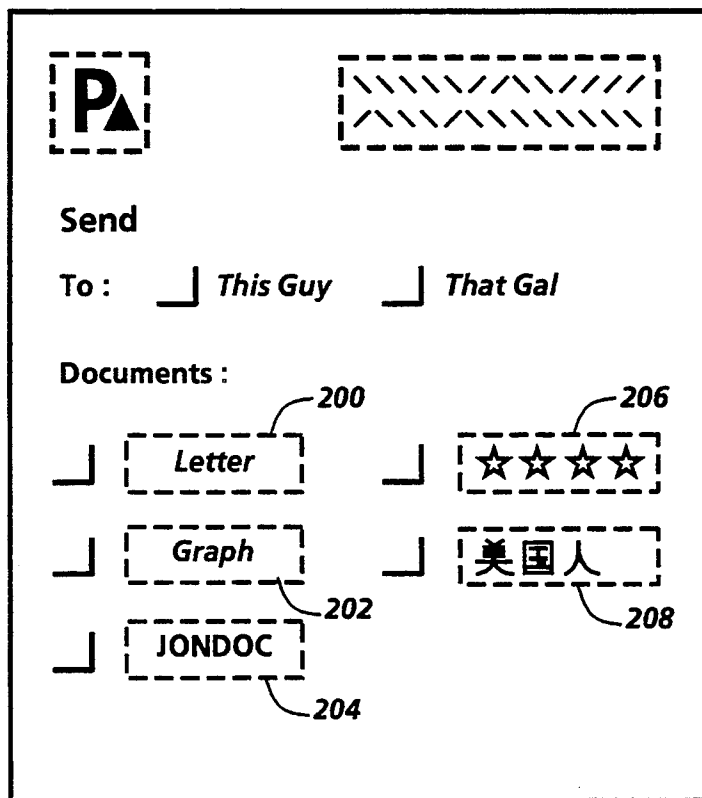 P
Send
To : This Guy That Gal
Documents :
200 206
Letter ☆☆☆☆
Graph 美国人
202 208
JONDOC
204